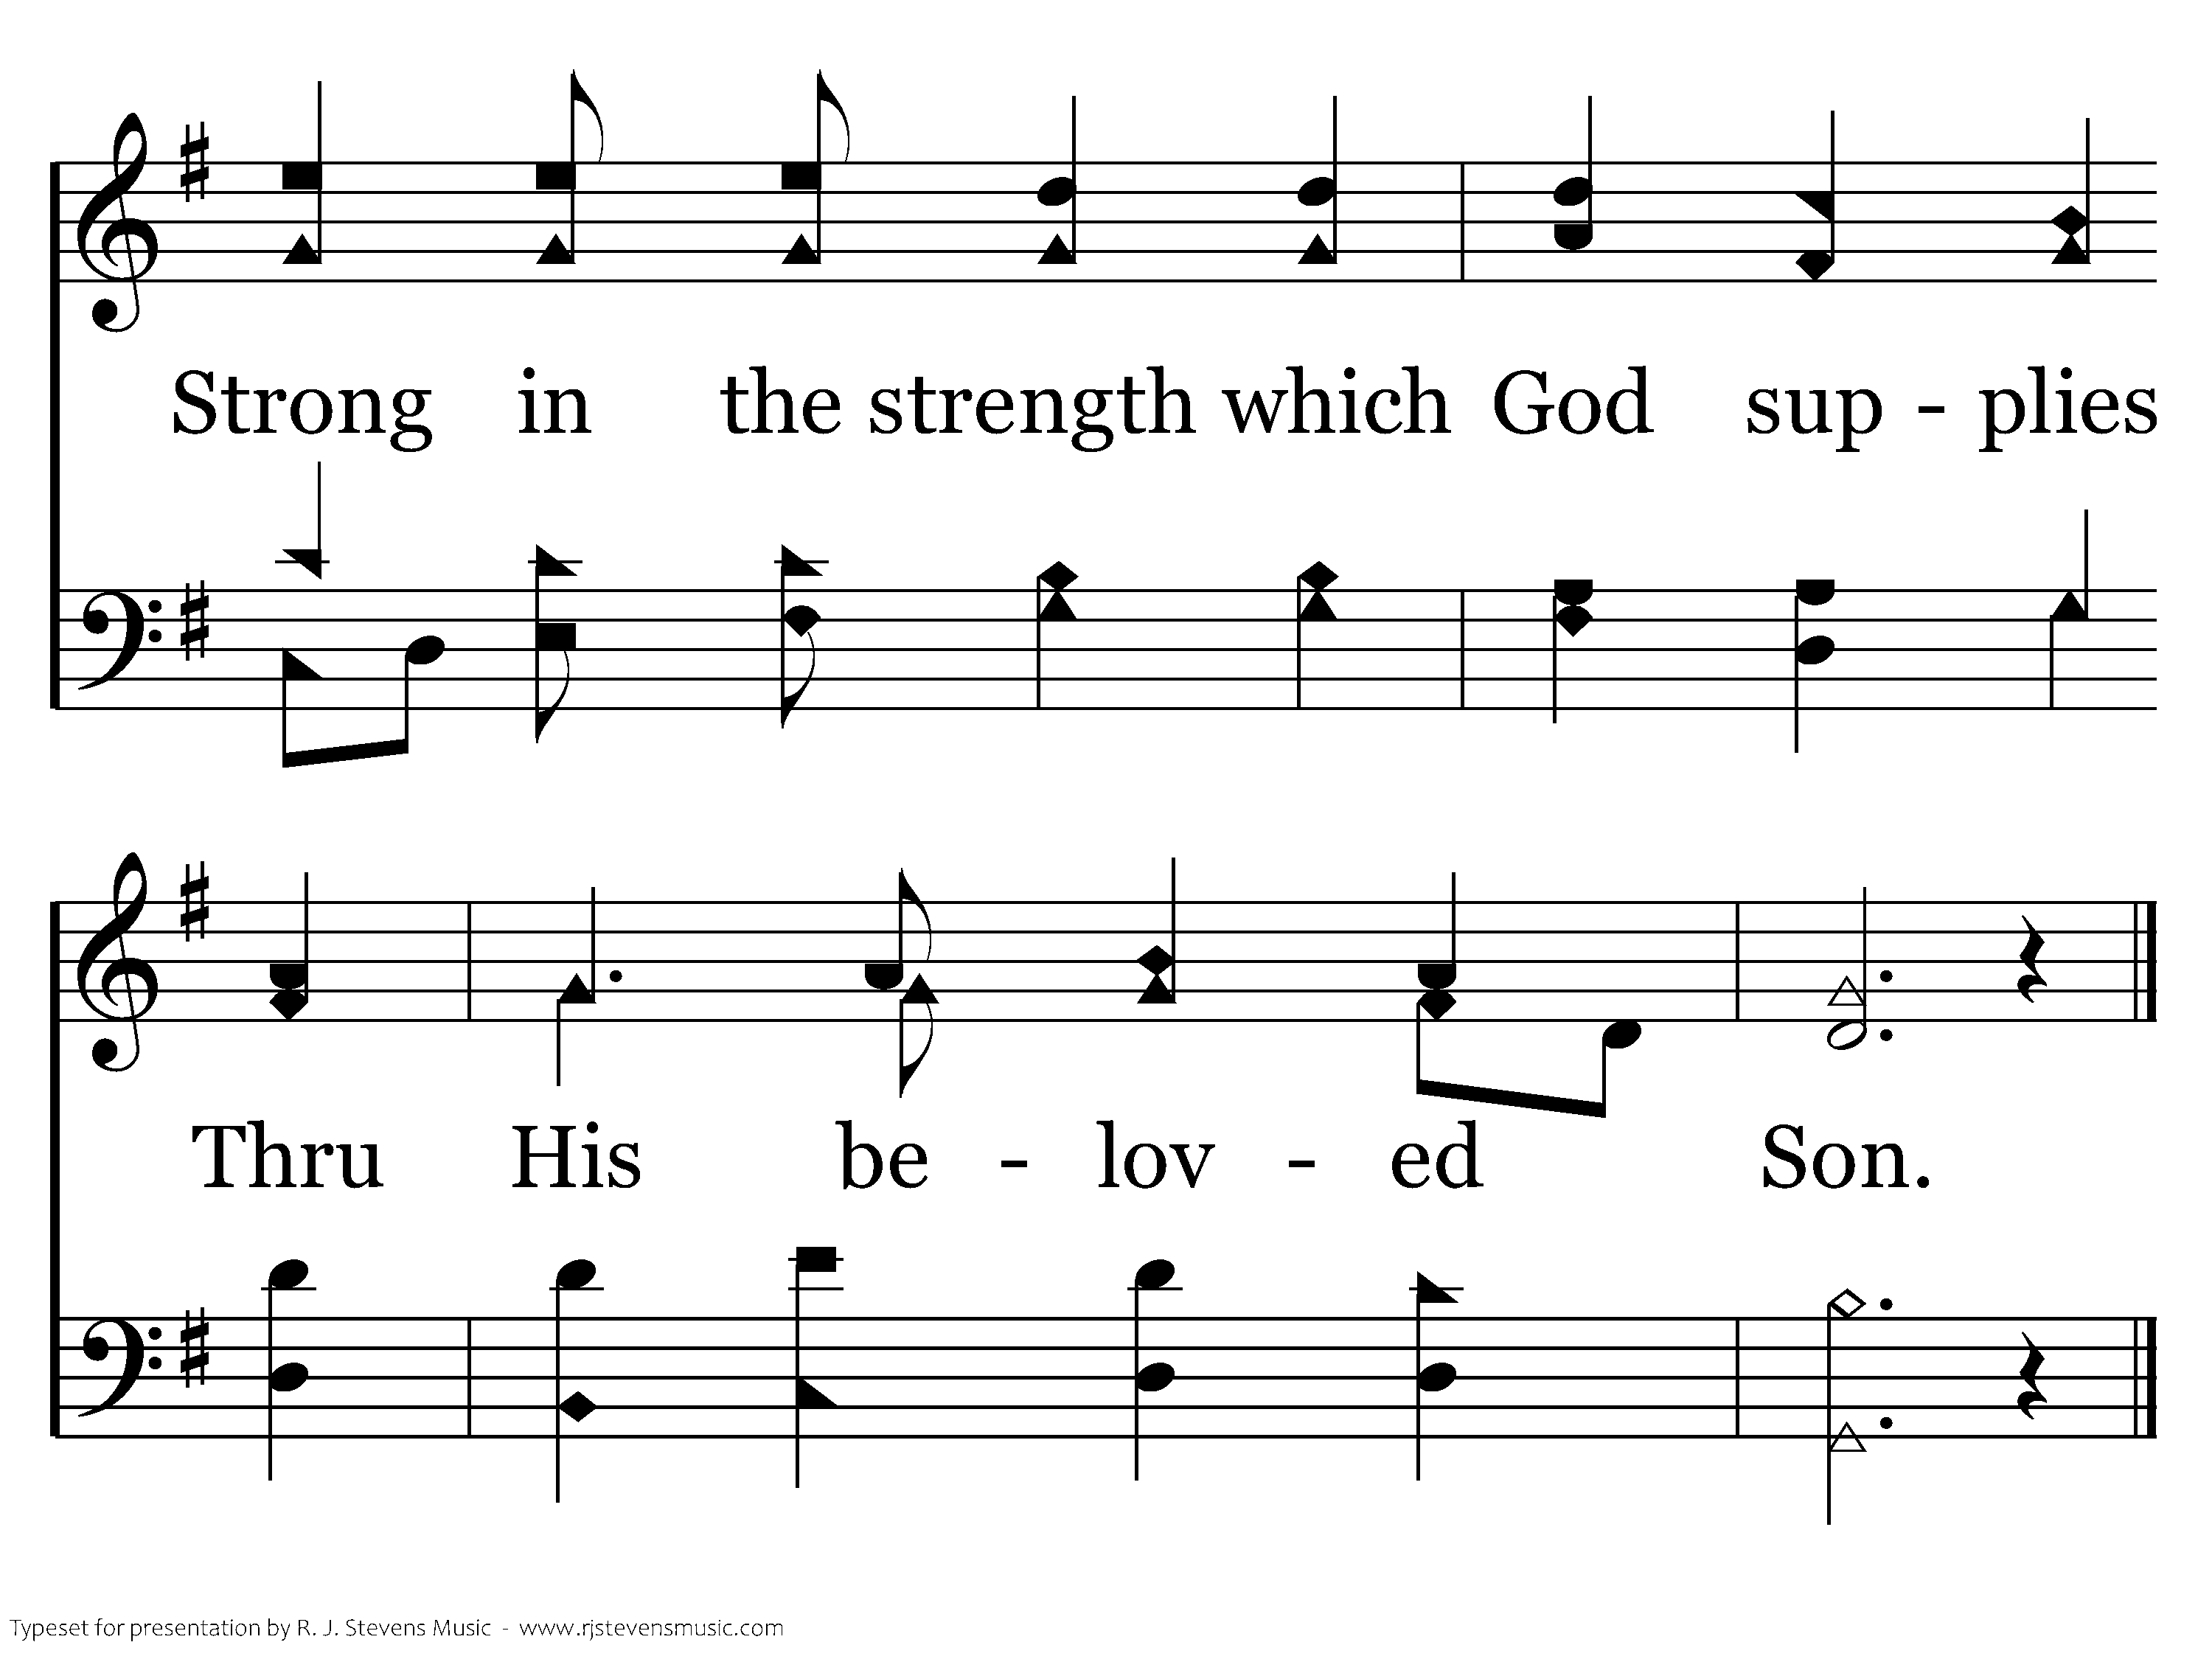 Strong in the strength which God sup - plies
Thru His be - lov - ed Son.
Typeset for presentation by R. J. Stevens Music - www.rjstevensmusic.com